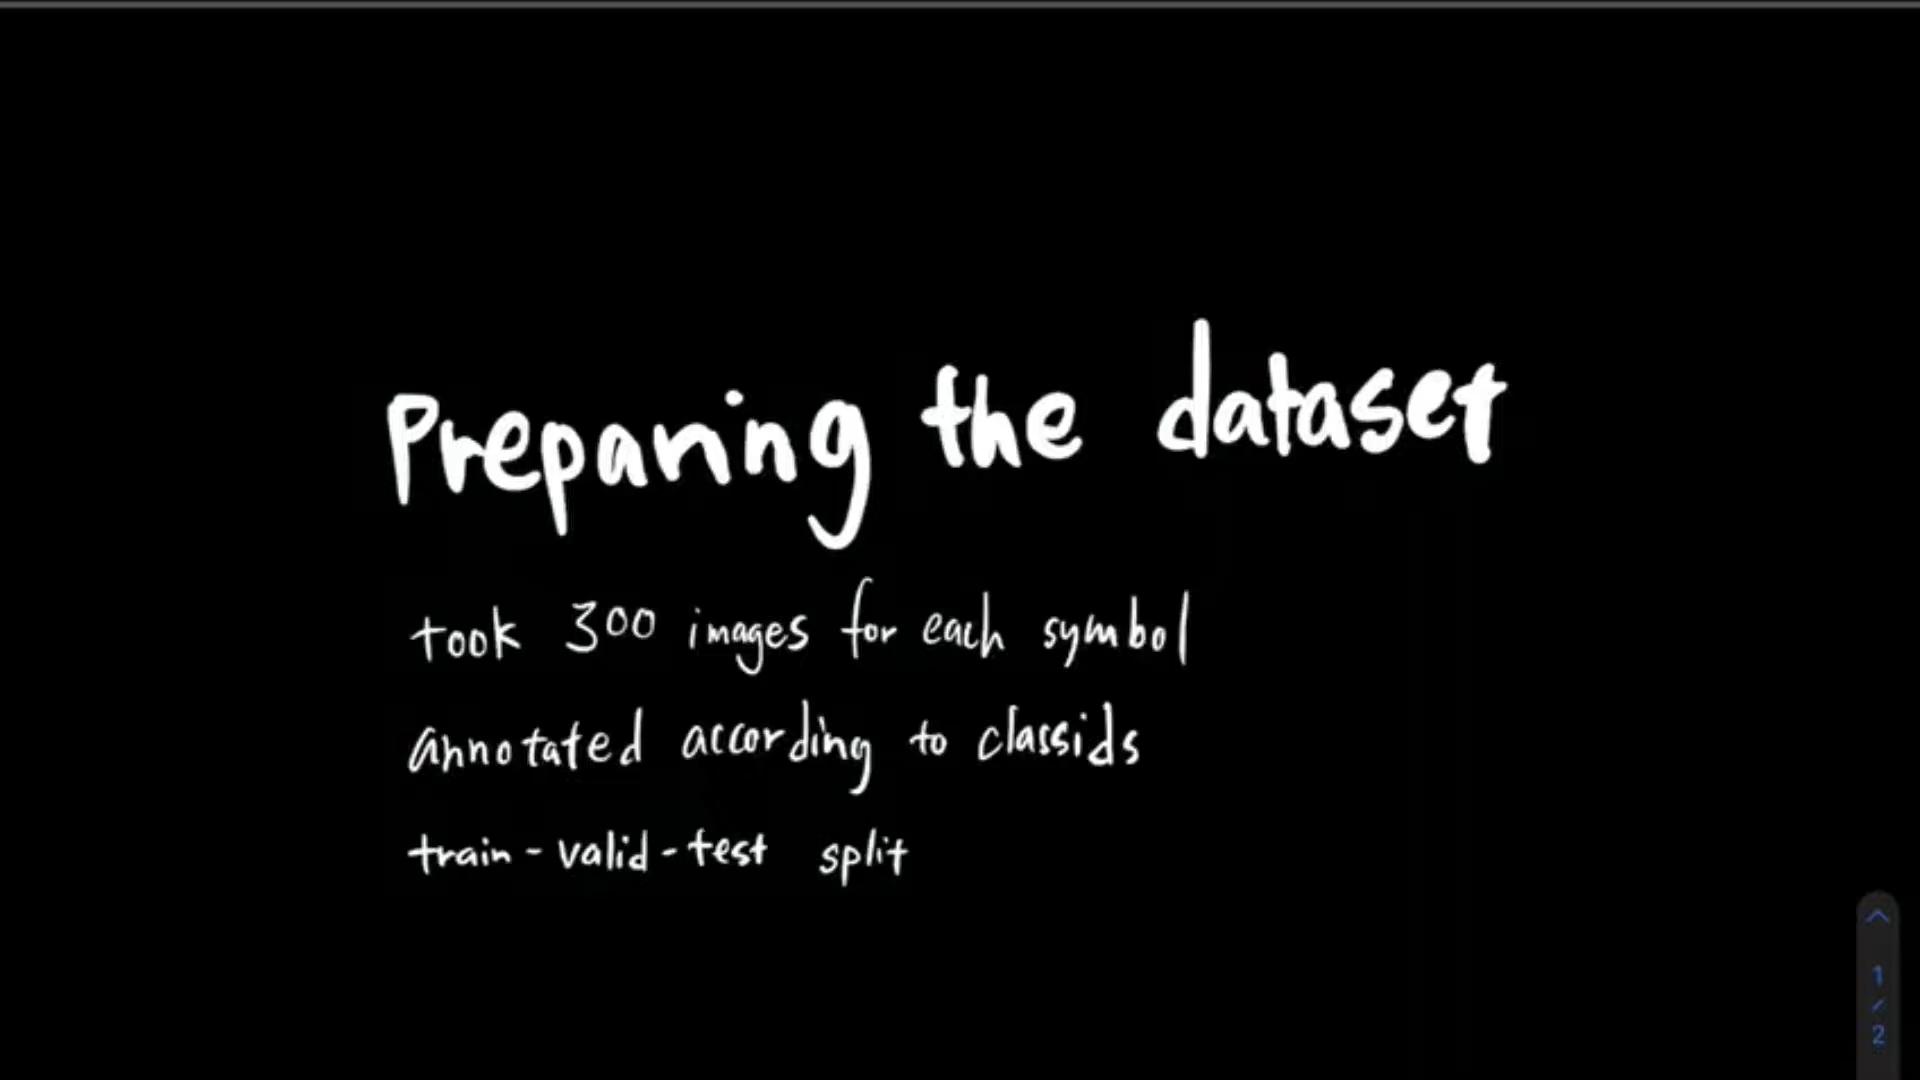 Preparing the dataset
took 300 images for each symbol
annotated according to classids
train-valid-test split
1
/
2